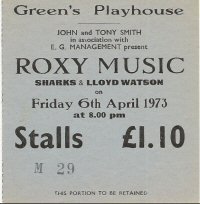 Green's Playhouse
JOHN and TONY SMITH
in association with
E. G. MANAGEMENT present
ROXY MUSIC
SHARKS & LLOYD WATSON
on
Friday 6th April 1973
at 8.00 pm
Stalls £1.10
M 29
THIS PORTION TO BE RETAINED